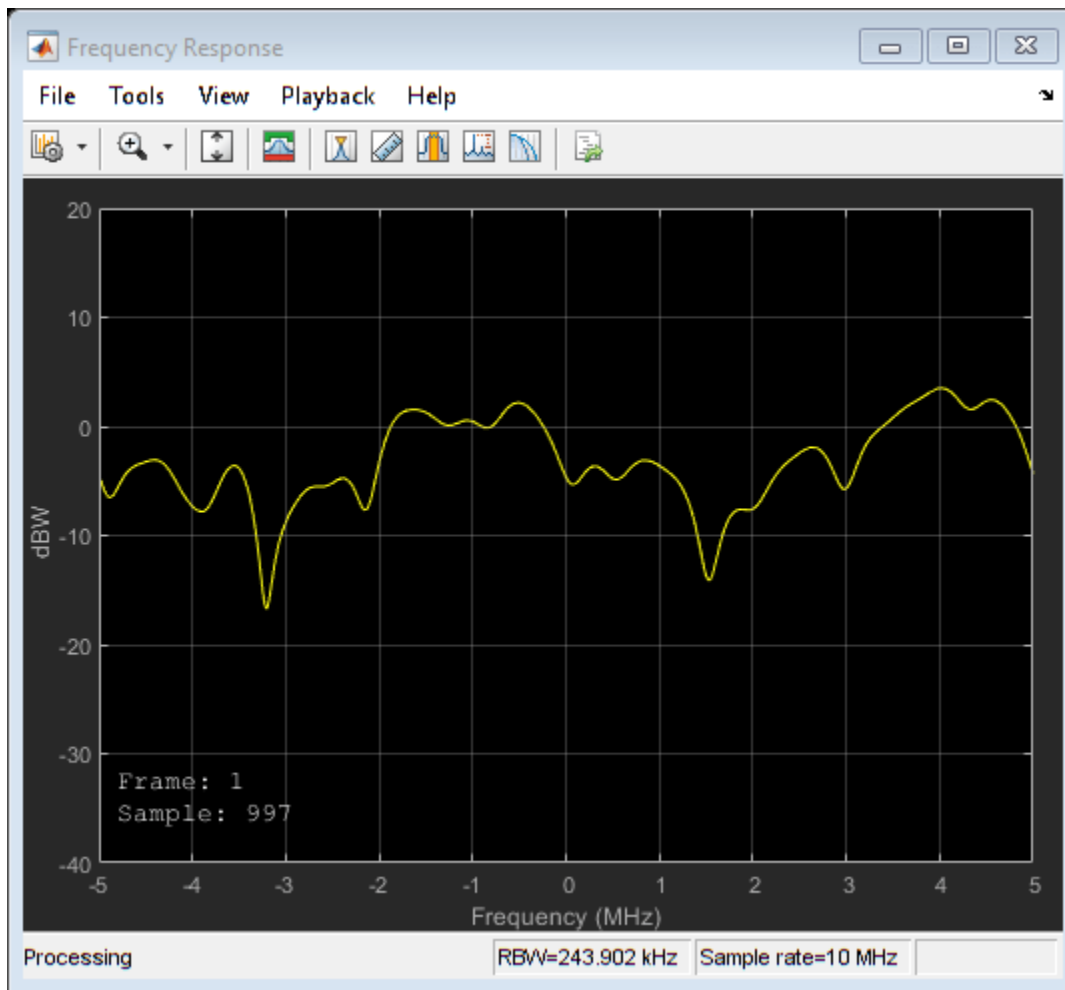 Frequency Response
File Tools View Playback Help
20
10
0
-10
-20
-30
-40
dBW
Frame: 1
Sample: 997
-5 -4 -3 -2 -1 0 1 2 3 4 5
Frequency (MHz)
Processing RBW=243.902 kHz Sample rate=10 MHz